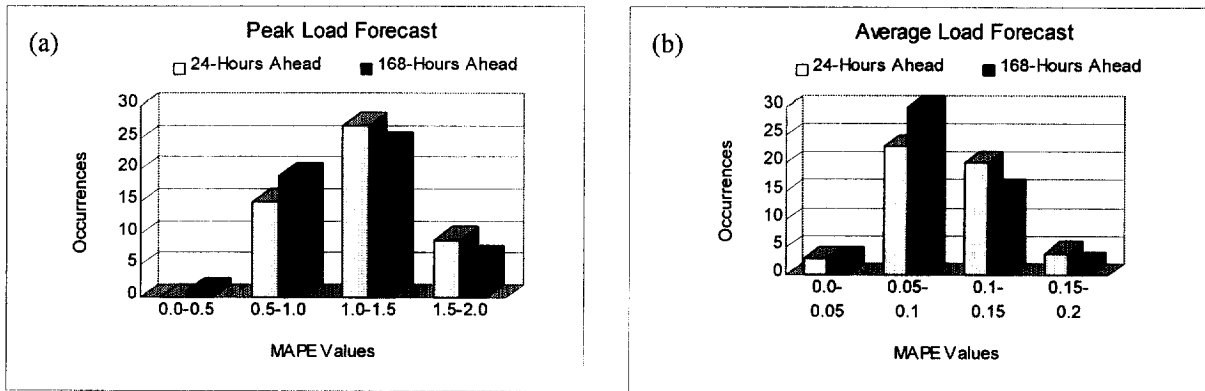 (a)
Peak Load Forecast
24-Hours Ahead 168-Hours Ahead
30
25
20
15
10
5
0
Occurrences
0.0-0.5 0.5-1.0 1.0-1.5 1.5-2.0
MAPE Values
(b)
Average Load Forecast
24-Hours Ahead 168-Hours Ahead
30
25
20
15
10
5
0
Occurrences
0.0- 0.05- 0.1- 0.15-
0.05 0.1 0.15 0.2
MAPE Values